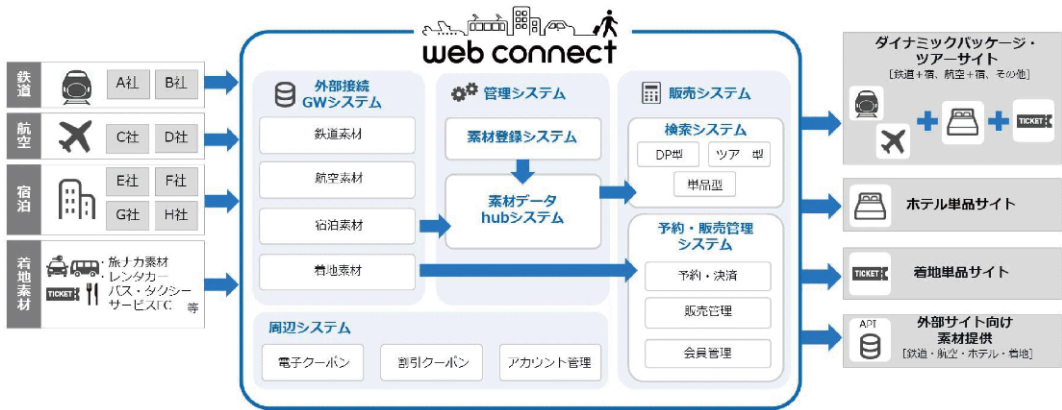 web connect
鉄道
A社
B社
航空
C社
D社
宿泊
E社
F社
G社
H社
着地素材
TICKET
・旅ナカ素材
・レンタカー
バス・タクシー
サービスEC 等
外部接続
GWシステム
鉄道素材
航空素材
宿泊素材
着地素材
管理システム
素材登録システム
素材データ
hubシステム
販売システム
検索システム
DP型
ツアー型
単品型
予約・販売管理
システム
予約・決済
販売管理
会員管理
周辺システム
電子クーポン
割引クーポン
アカウント管理
ダイナミックパッケージ・
ツアーサイト
[鉄道+宿、航空+宿、その他]
TICKET
ホテル単品サイト
TICKET
着地単品サイト
API
外部サイト向け
素材提供
[鉄道・航空・ホテル・着地]